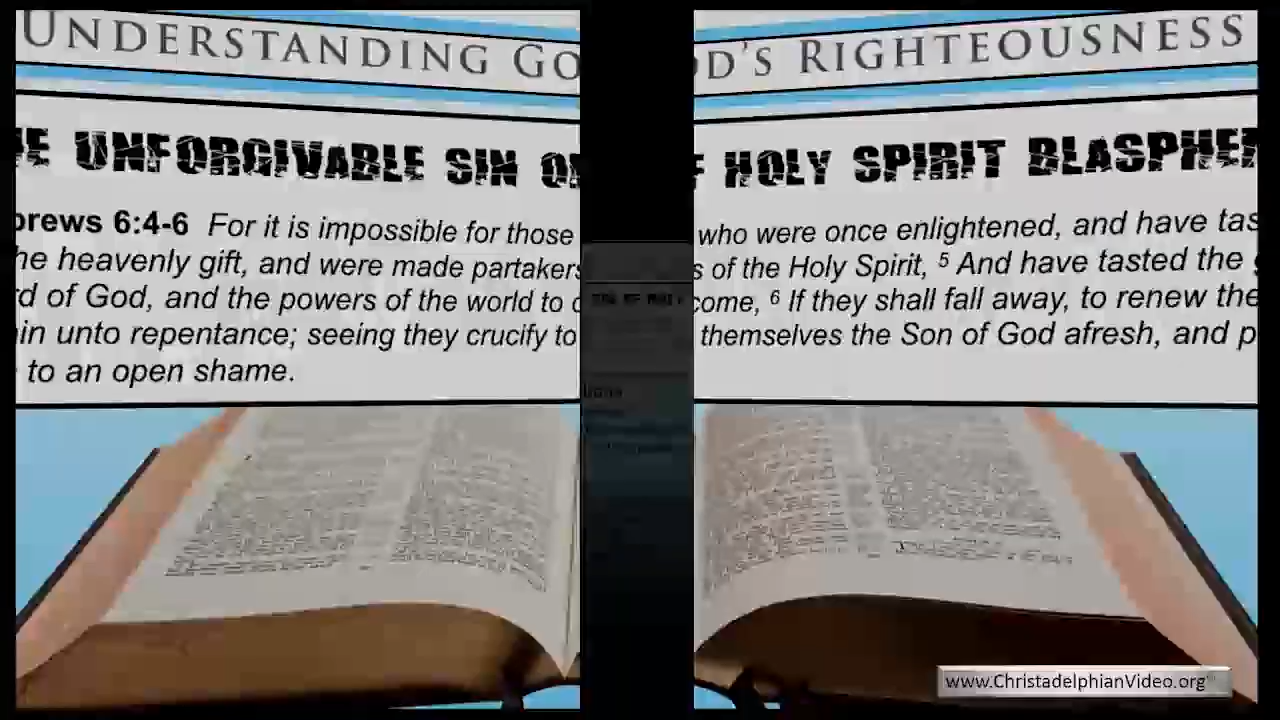 UNDERSTANDING GOD'S RIGHTEOUSNESS
UNFORGIVABLE SIN OF HOLY SPIRIT BLASPHEM
brews 6:4-6 For it is impossible for those who were once enlightened, and have tas
he heavenly gift, and were made partakers of the Holy Spirit, 5 And have tasted the
rd of God, and the powers of the world to come, 6 If they shall fall away, to renew the
in unto repentance; seeing they crucify to themselves the Son of God afresh, and p
to an open shame.
www.ChristadelphianVideo.org